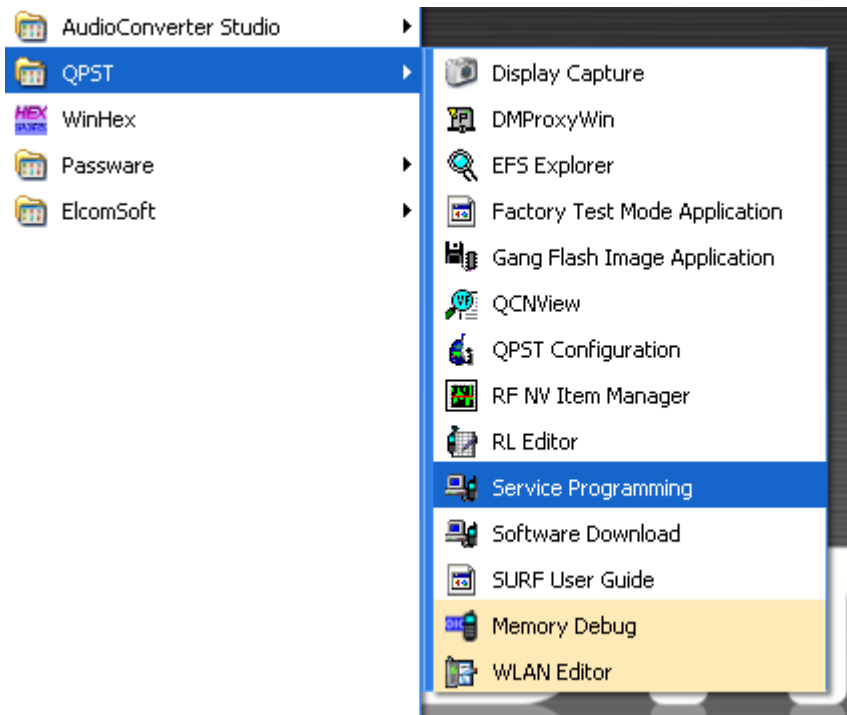 AudioConverter Studio
QPST
WinHex
Passware
ElcomSoft
Display Capture
DMProxyWin
EFS Explorer
Factory Test Mode Application
Gang Flash Image Application
QCNView
QPST Configuration
RF NV Item Manager
RL Editor
Service Programming
Software Download
SURF User Guide
Memory Debug
WLAN Editor